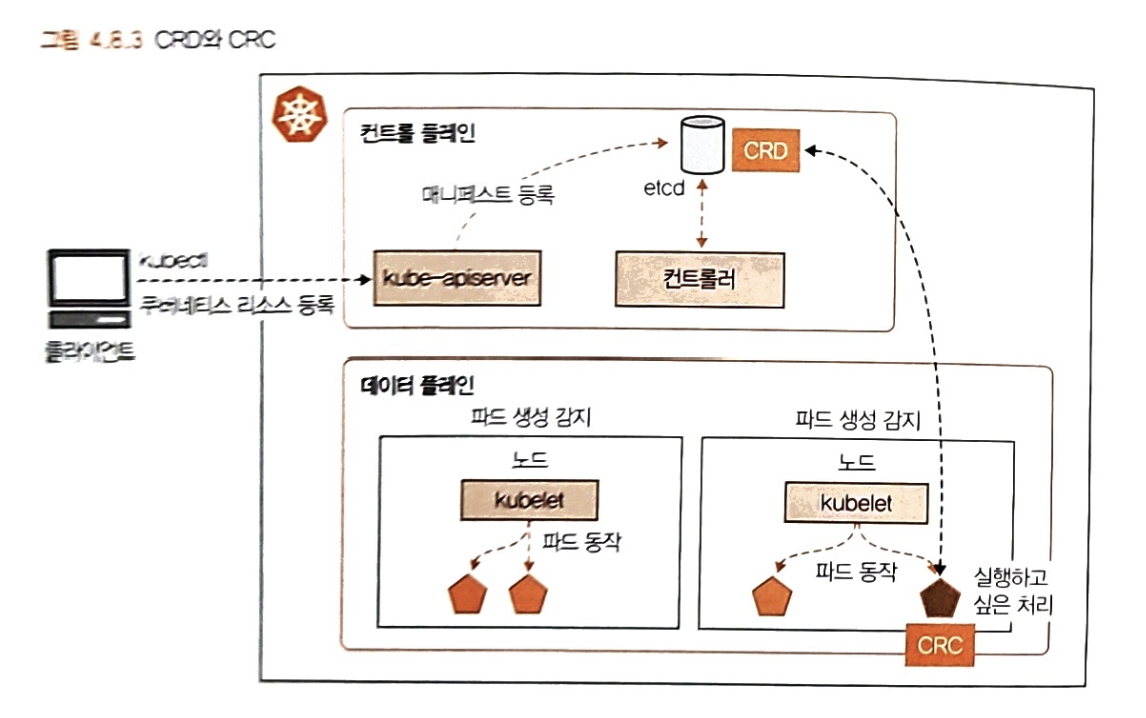 그림 4.8.3 CRD와 CRC
컨트롤 플레인
CRD
etcd
매니페스트 등록
kubectl
kube-apiserver
컨트롤러
쿠버네티스 리소스 등록
클라이언트
데이터 플레인
파드 생성 감지
파드 생성 감지
노드
노드
kubelet
kubelet
파드 동작
파드 동작
실행하고
싶은 처리
CRC